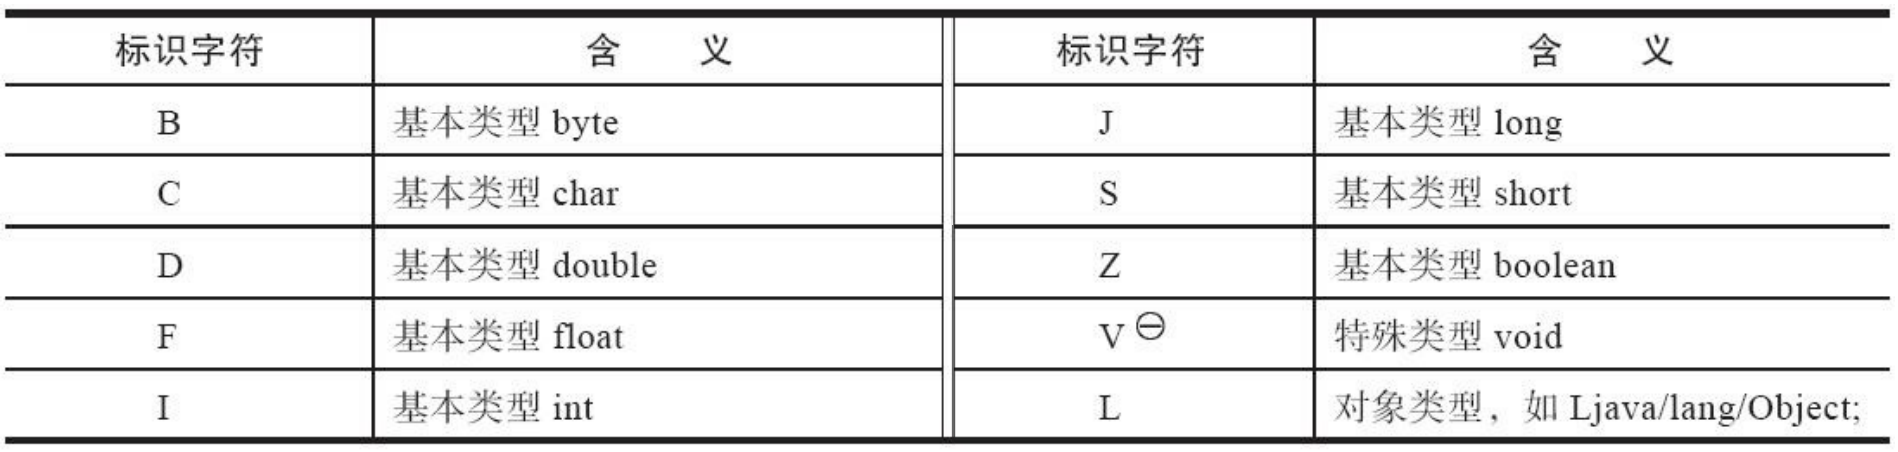 标识字符 含 义 标识字符 含 义
B 基本类型 byte J 基本类型 long
C 基本类型 char S 基本类型 short
D 基本类型 double Z 基本类型 boolean
F 基本类型 float V ㊀ 特殊类型 void
I 基本类型 int L 对象类型，如 Ljava/lang/Object;